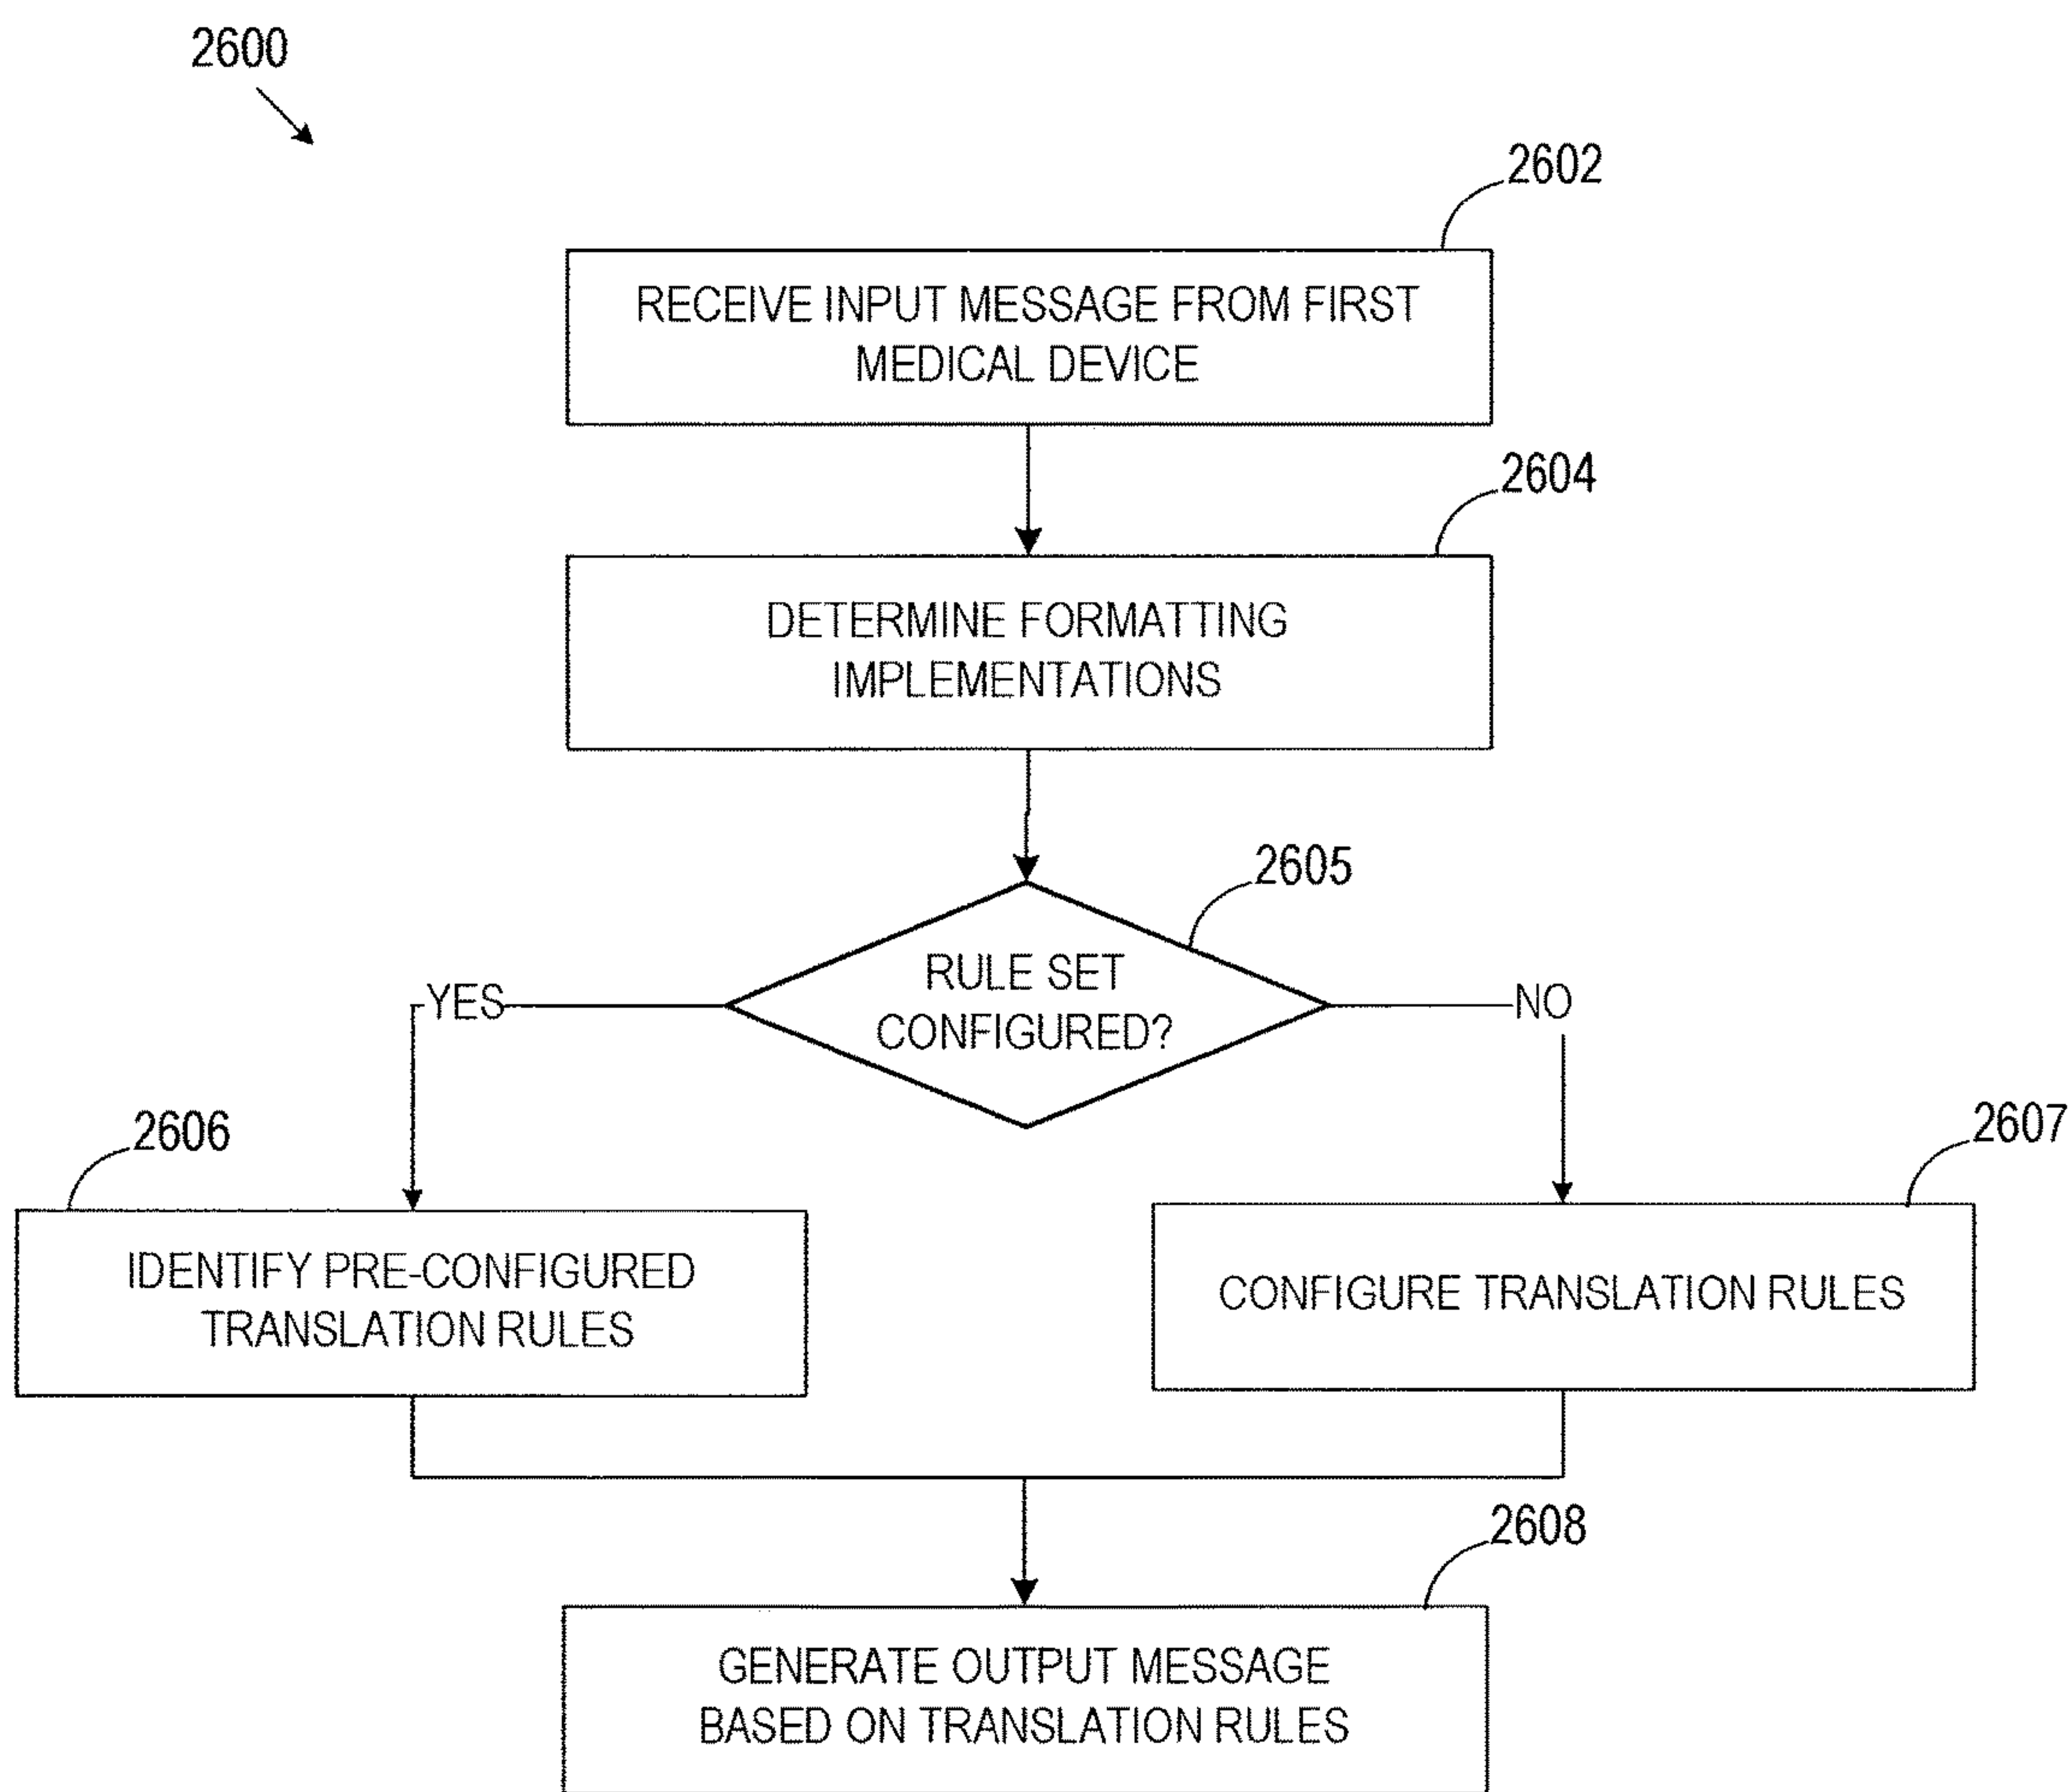 2600
2602
RECEIVE INPUT MESSAGE FROM FIRST
MEDICAL DEVICE
2604
DETERMINE FORMATTING
IMPLEMENTATIONS
2605
RULE SET
CONFIGURED?
YES
NO
2606
IDENTIFY PRE-CONFIGURED
TRANSLATION RULES
2607
CONFIGURE TRANSLATION RULES
2608
GENERATE OUTPUT MESSAGE
BASED ON TRANSLATION RULES